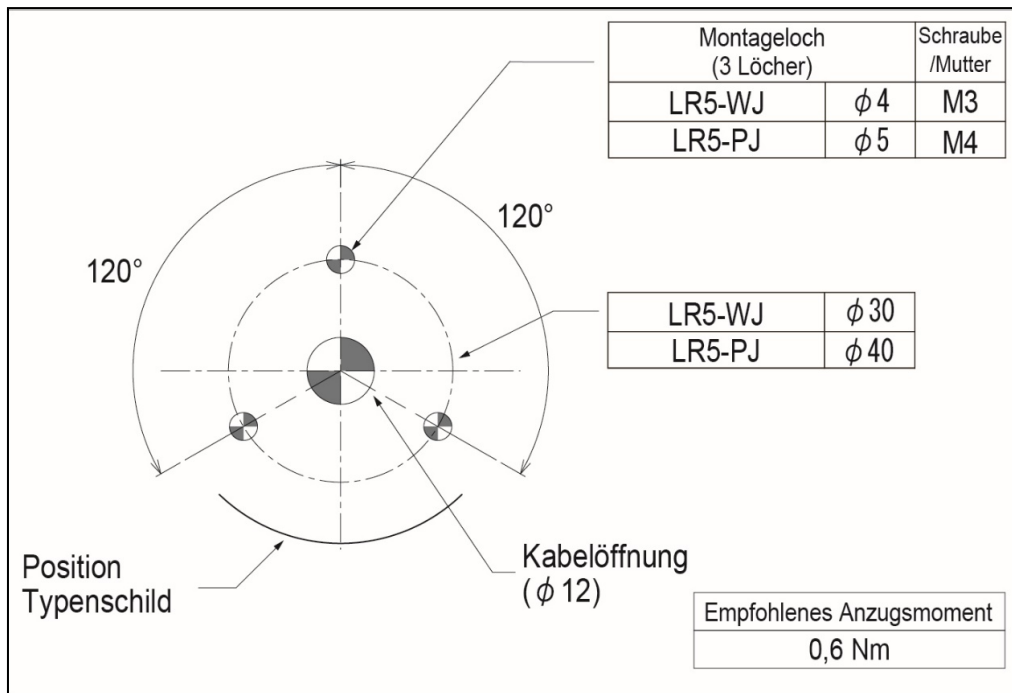 Montageloch
(3 Löcher)
Schraube
/Mutter
LR5-WJ ϕ4 M3
LR5-PJ ϕ5 M4
120°
120°
LR5-WJ ϕ30
LR5-PJ ϕ40
Position
Typenschild
Kabelöffnung
(ϕ12)
Empfohlenes Anzugsmoment
0,6 Nm